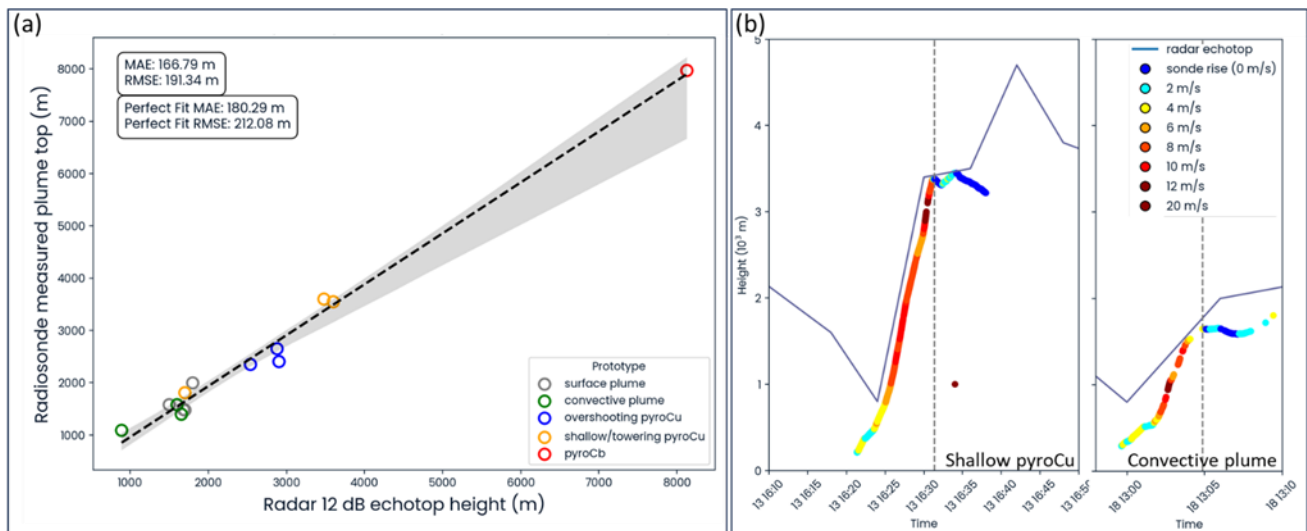 (a)
MAE: 166.79 m
RMSE: 191.34 m
Perfect Fit MAE: 180.29 m
Perfect Fit RMSE: 212.08 m
Radiosonde measured plume top (m)
8000
7000
6000
5000
4000
3000
2000
1000
Prototype
surface plume
convective plume
overshooting pyroCu
shallow/towering pyroCu
pyroCb
1000 2000 3000 4000 5000 6000 7000 8000
Radar 12 dB echotop height (m)
(b)
Height (10³ m)
5
4
3
2
1
0
Shallow pyroCu
13 16:10 13 16:15 13 16:20 13 16:25 13 16:30 13 16:35 13 16:40 13 16:45 13 16:50
Time
radar echotop
sonde rise (0 m/s)
2 m/s
4 m/s
6 m/s
8 m/s
10 m/s
12 m/s
20 m/s
Convective plume
18 13:00 18 13:05 18 13:10
Time